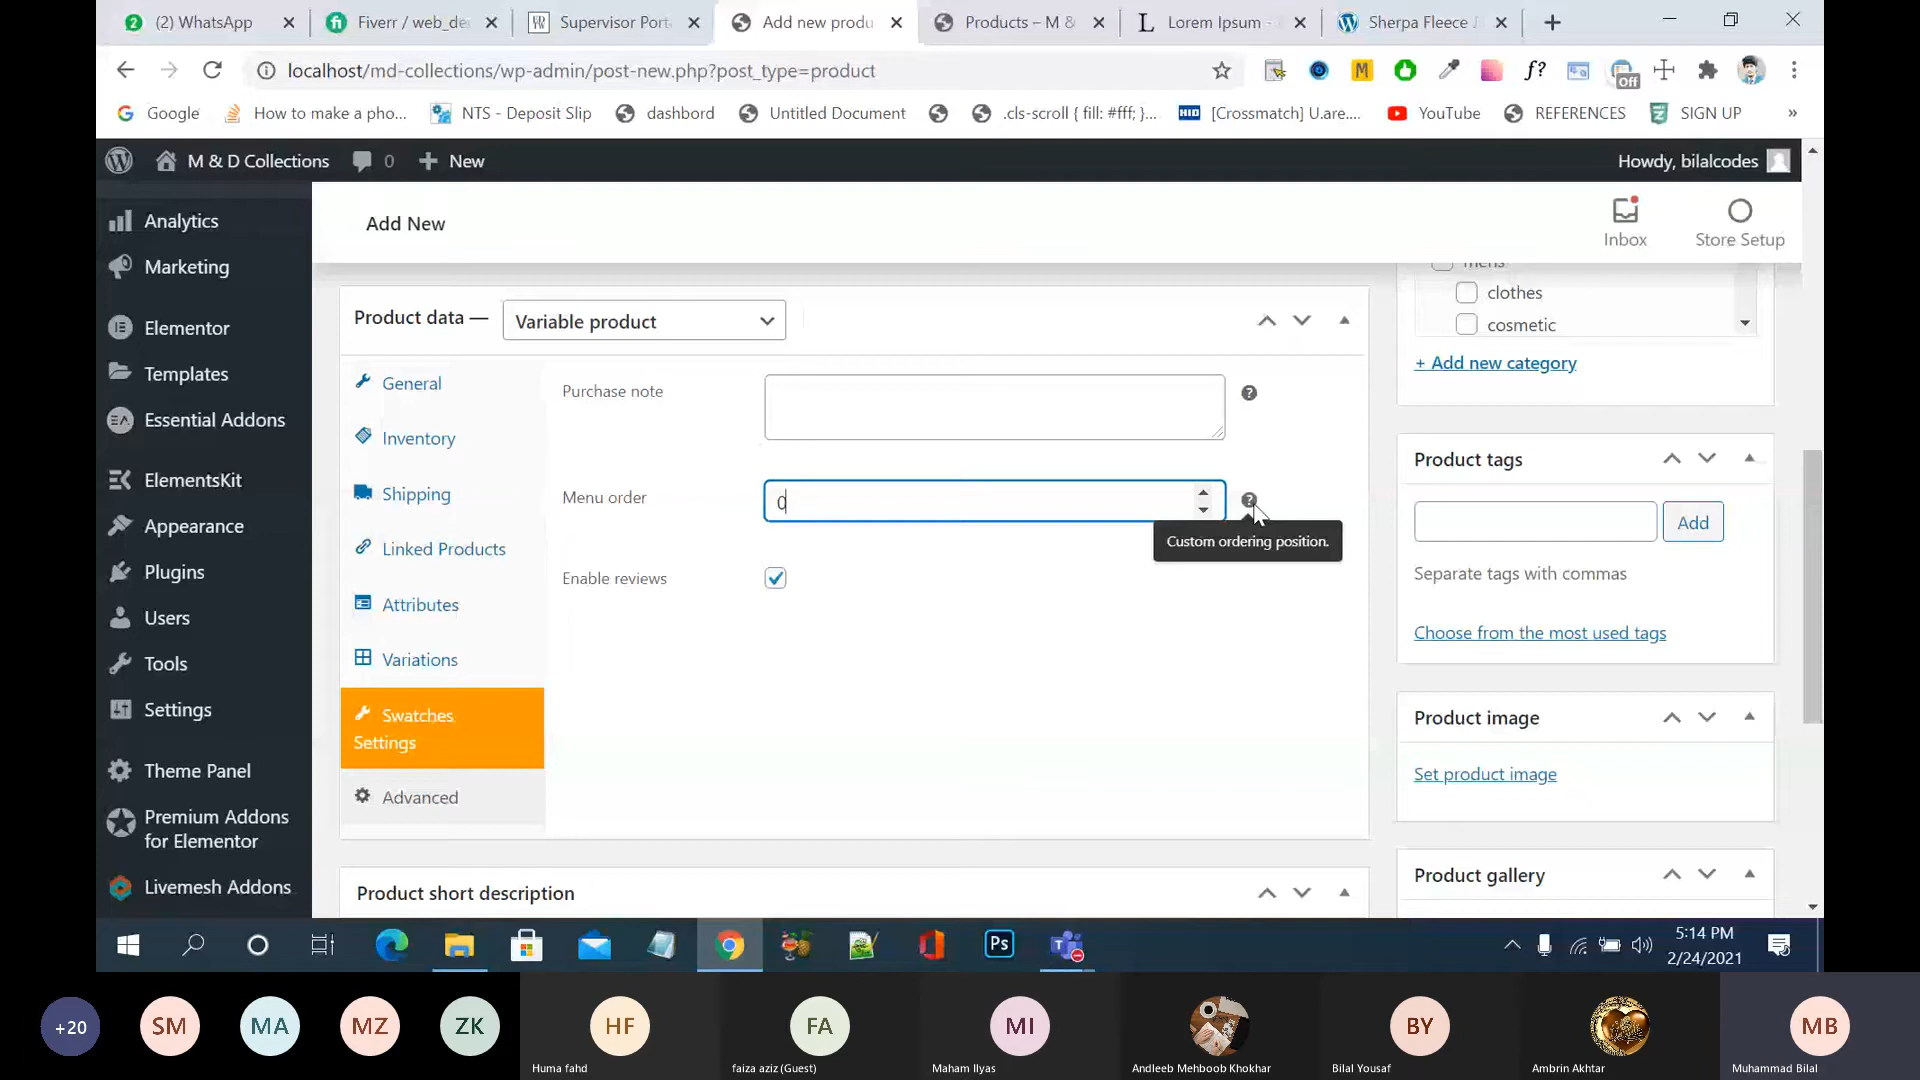 (2) WhatsApp
Fiverr / web_de
Supervisor Port
Add new produ
Products – M &
Lorem Ipsum -
Sherpa Fleece
localhost/md-collections/wp-admin/post-new.php?post_type=product
M
f?
Off
Google
How to make a pho...
NTS - Deposit Slip
dashbord
Untitled Document
.cls-scroll { fill: #fff; }...
HID
[Crossmatch] U.are....
YouTube
REFERENCES
SIGN UP
»
M & D Collections
0
New
Howdy, bilalcodes
Analytics
Marketing
Elementor
Templates
Essential Addons
ElementsKit
Appearance
Plugins
Users
Tools
Settings
Theme Panel
Premium Addons
for Elementor
Livemesh Addons
Add New
Inbox
Store Setup
Product data —
Variable product
General
Inventory
Shipping
Linked Products
Attributes
Variations
Swatches
Settings
Advanced
Purchase note
Menu order
0
Custom ordering position.
Enable reviews
Product short description
mens
clothes
cosmetic
+ Add new category
Product tags
Add
Separate tags with commas
Choose from the most used tags
Product image
Set product image
Product gallery
Ps
5:14 PM
2/24/2021
+20
SM
MA
MZ
ZK
HF
Huma fahd
FA
faiza aziz (Guest)
MI
Maham Ilyas
Andleeb Mehboob Khokhar
BY
Bilal Yousaf
Ambrin Akhtar
MB
Muhammad Bilal